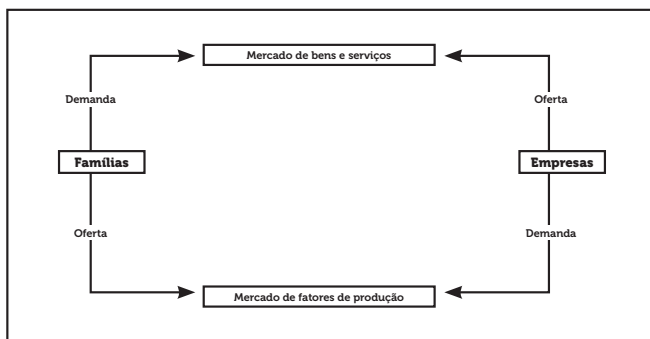 Mercado de bens e serviços
Demanda
Oferta
Famílias
Empresas
Oferta
Demanda
Mercado de fatores de produção